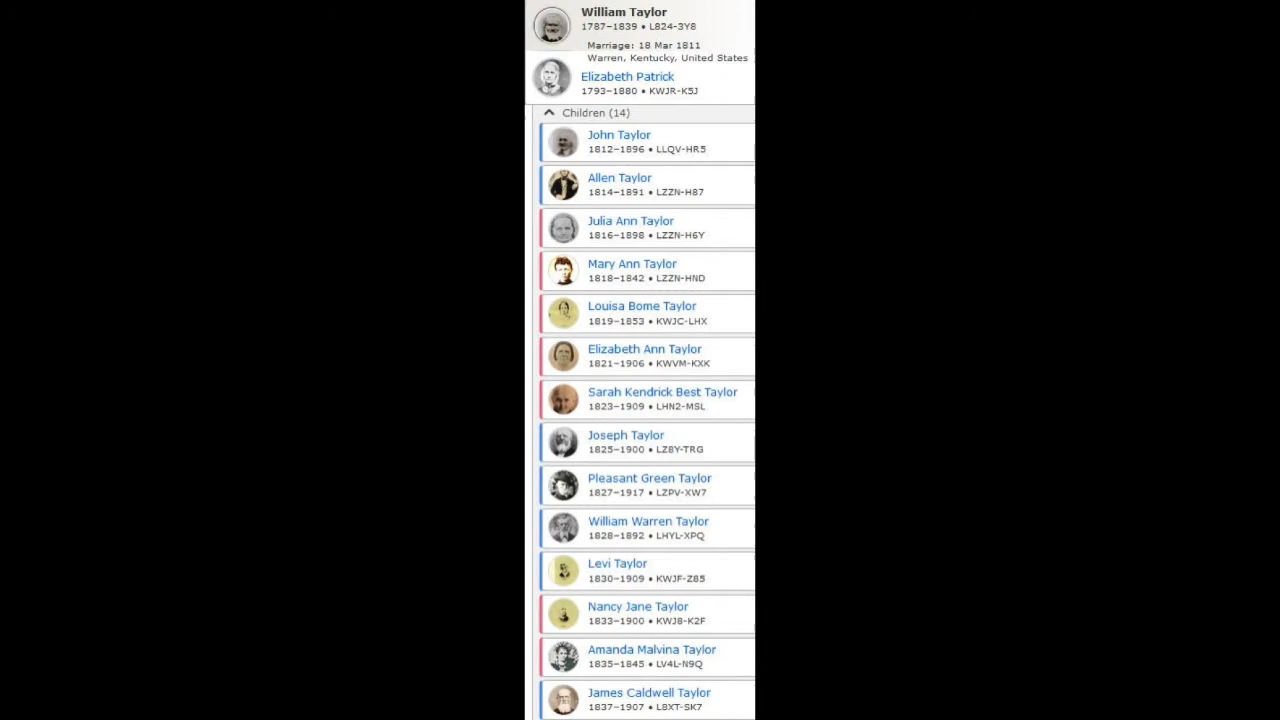 William Taylor
1787–1839 • L824-3Y8
Marriage: 18 Mar 1811
Warren, Kentucky, United States
Elizabeth Patrick
1793–1880 • KWJR-K5J
Children (14)
John Taylor
1812–1896 • LLQV-HR5
Allen Taylor
1814–1891 • LZZN-H87
Julia Ann Taylor
1816–1898 • LZZN-H6Y
Mary Ann Taylor
1818–1842 • LZZN-HND
Louisa Bome Taylor
1819–1853 • KWJC-LHX
Elizabeth Ann Taylor
1821–1906 • KWVM-KXK
Sarah Kendrick Best Taylor
1823–1909 • LHN2-MSL
Joseph Taylor
1825–1900 • LZ8Y-TRG
Pleasant Green Taylor
1827–1917 • LZPV-XW7
William Warren Taylor
1828–1892 • LHYL-XPQ
Levi Taylor
1830–1909 • KWJF-Z85
Nancy Jane Taylor
1833–1900 • KWJ8-K2F
Amanda Malvina Taylor
1835–1845 • LV4L-N9Q
James Caldwell Taylor
1837–1907 • L8XT-SK7